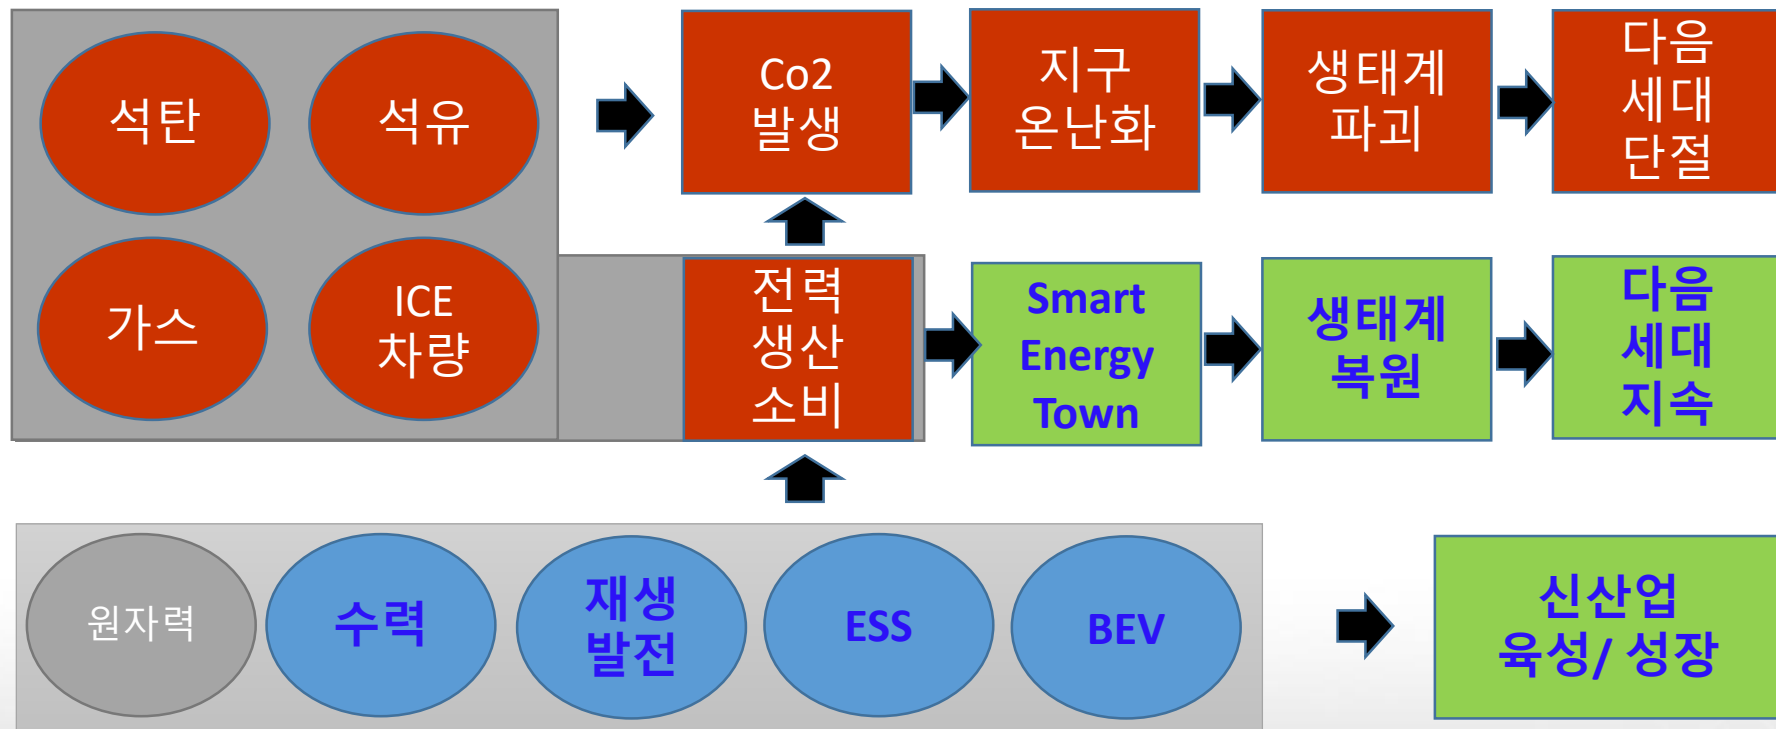 석탄
석유
가스
ICE
차량
Co2
발생
지구
온난화
생태계
파괴
다음
세대
단절
전력
생산
소비
Smart
Energy
Town
생태계
복원
다음
세대
지속
원자력
수력
재생
발전
ESS
BEV
신산업
육성/ 성장